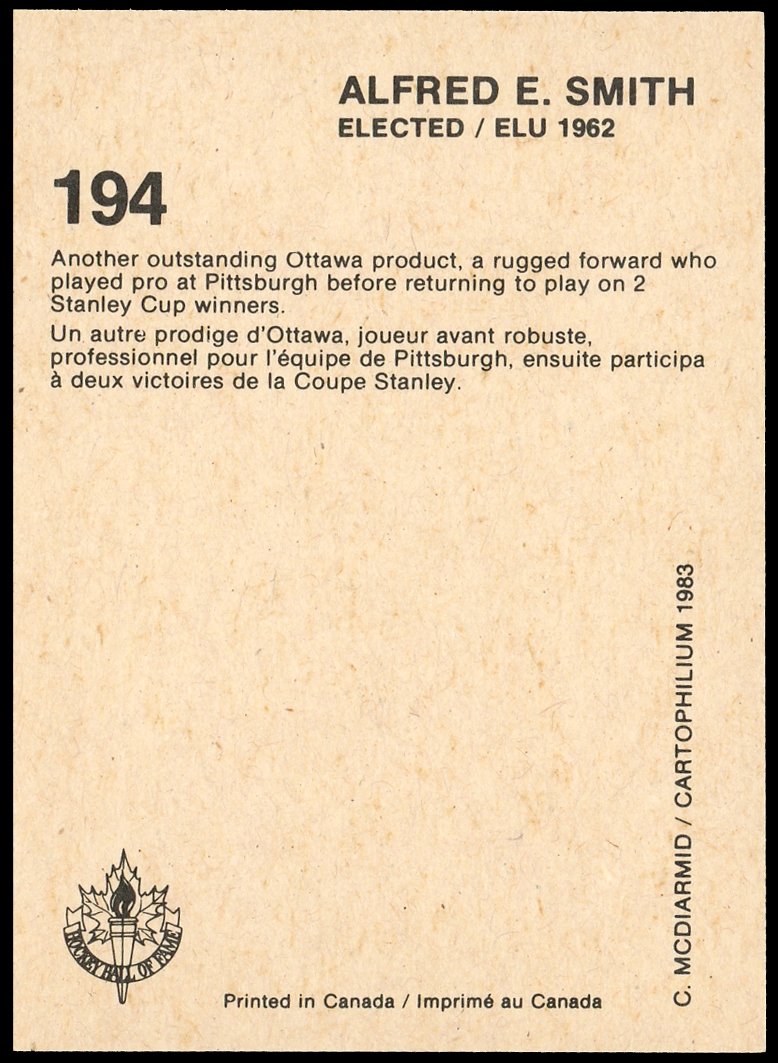 ALFRED E. SMITH
ELECTED / ELU 1962
194
Another outstanding Ottawa product, a rugged forward who
played pro at Pittsburgh before returning to play on 2
Stanley Cup winners.
Un autre prodige d'Ottawa, joueur avant robuste,
professionnel pour l'équipe de Pittsburgh, ensuite participa
à deux victoires de la Coupe Stanley.
C. MCDIARMID / CARTOPHILIUM 1983
HOCKEY HALL OF FAME
Printed in Canada / Imprimé au Canada